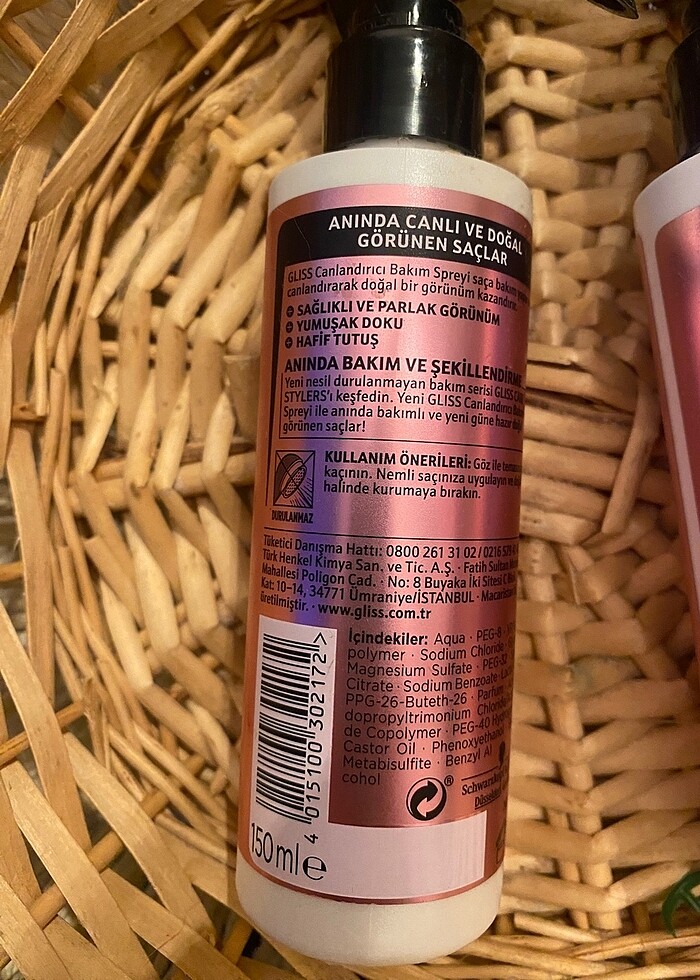 ANINDA CANLI VE DOĞAL
GÖRÜNEN SAÇLAR
GLISS Canlandırıcı Bakım Spreyi saça bakım
canlandırarak doğal bir görünüm kazandırır.
SAĞLIKLI VE PARLAK GÖRÜNÜM
YUMUŞAK DOKU
HAFİF TUTUŞ
ANINDA BAKIM VE ŞEKİLLENDİRME
Yeni nesil durulanmayan bakım serisi GLISS
STYLERS'ı keşfedin. Yeni GLISS Canlandırıcı
Spreyi ile anında bakımlı ve yeni güne hazır
görünen saçlar!
KULLANIM ÖNERİLERİ: Göz ile
kaçının. Nemli saçınıza uygulayın ve
halinde kurumaya bırakın.
DURULANMAZ
Tüketici Danışma Hattı: 0800 261 31 02 / 0216
Türk Henkel Kimya San. ve Tic. A.Ş. · Fatih Sultan
Mahallesi Poligon Cad. · No: 8 Buyaka İki Sitesi C
Kat: 10-14, 34771 Ümraniye/İSTANBUL ·
üretilmiştir. · www.gliss.com.tr
İçindekiler: Aqua · PEG-8 ·
polymer · Sodium Chloride ·
Magnesium Sulfate · PEG-
Citrate · Sodium Benzoate ·
PPG-26-Buteth-26 · Parfum
dopropyltrimonium
de Copolymer · PEG-40
Castor Oil ·
Metabisulfite · Benzyl Al
cohol
4 015100 302172 >
150 ml e
®